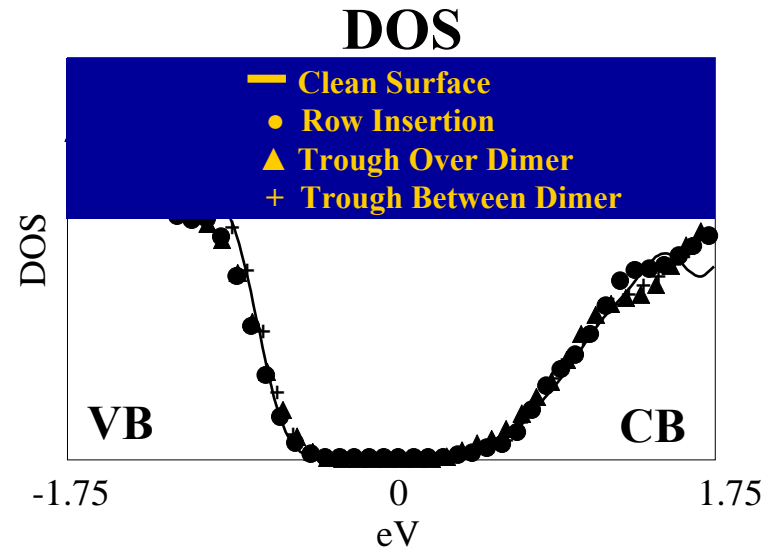 DOS
Clean Surface
Row Insertion
Trough Over Dimer
+ Trough Between Dimer
DOS
VB
CB
-1.75
0
1.75
eV